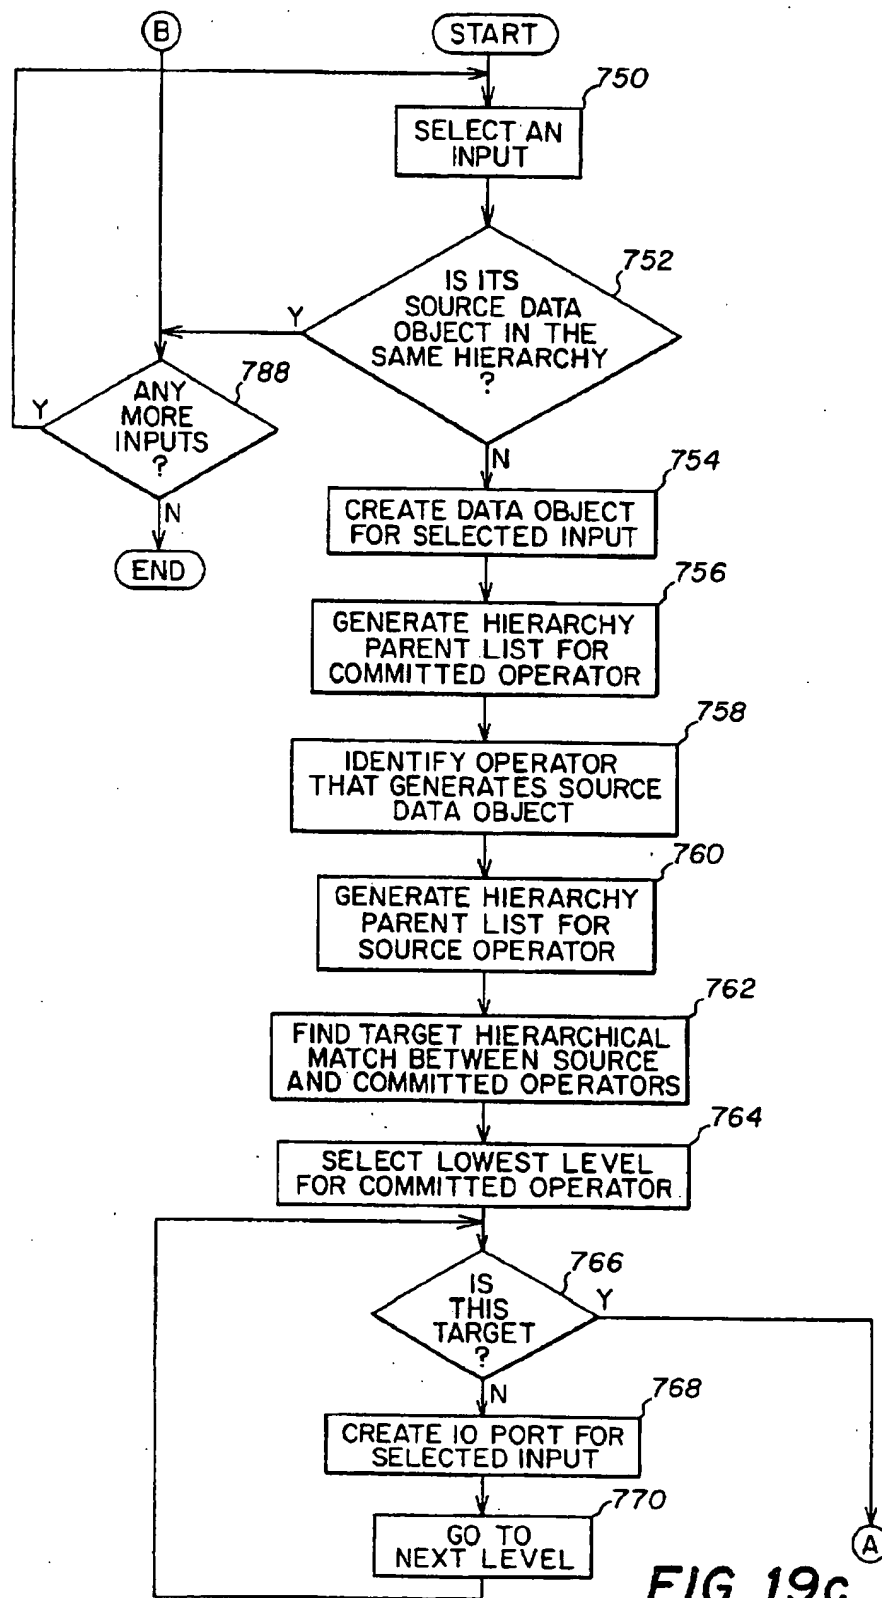 B
START
750
SELECT AN
INPUT
752
IS ITS
SOURCE DATA
OBJECT IN THE
SAME HIERARCHY
?
Y
N
788
ANY
MORE
INPUTS
?
Y
N
END
754
CREATE DATA OBJECT
FOR SELECTED INPUT
756
GENERATE HIERARCHY
PARENT LIST FOR
COMMITTED OPERATOR
758
IDENTIFY OPERATOR
THAT GENERATES SOURCE
DATA OBJECT
760
GENERATE HIERARCHY
PARENT LIST FOR
SOURCE OPERATOR
762
FIND TARGET HIERARCHICAL
MATCH BETWEEN SOURCE
AND COMMITTED OPERATORS
764
SELECT LOWEST LEVEL
FOR COMMITTED OPERATOR
766
IS
THIS
TARGET
?
Y
N
768
CREATE IO PORT FOR
SELECTED INPUT
770
GO TO
NEXT LEVEL
A
FIG. 19c